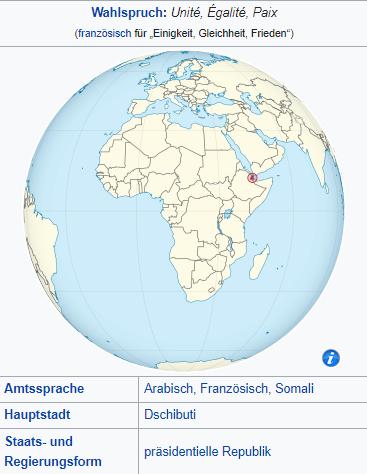 Wahlspruch: Unité, Égalité, Paix
(französisch für „Einigkeit, Gleichheit, Frieden“)
i
Amtssprache Arabisch, Französisch, Somali
Hauptstadt Dschibuti
Staats- und
Regierungsform präsidentielle Republik